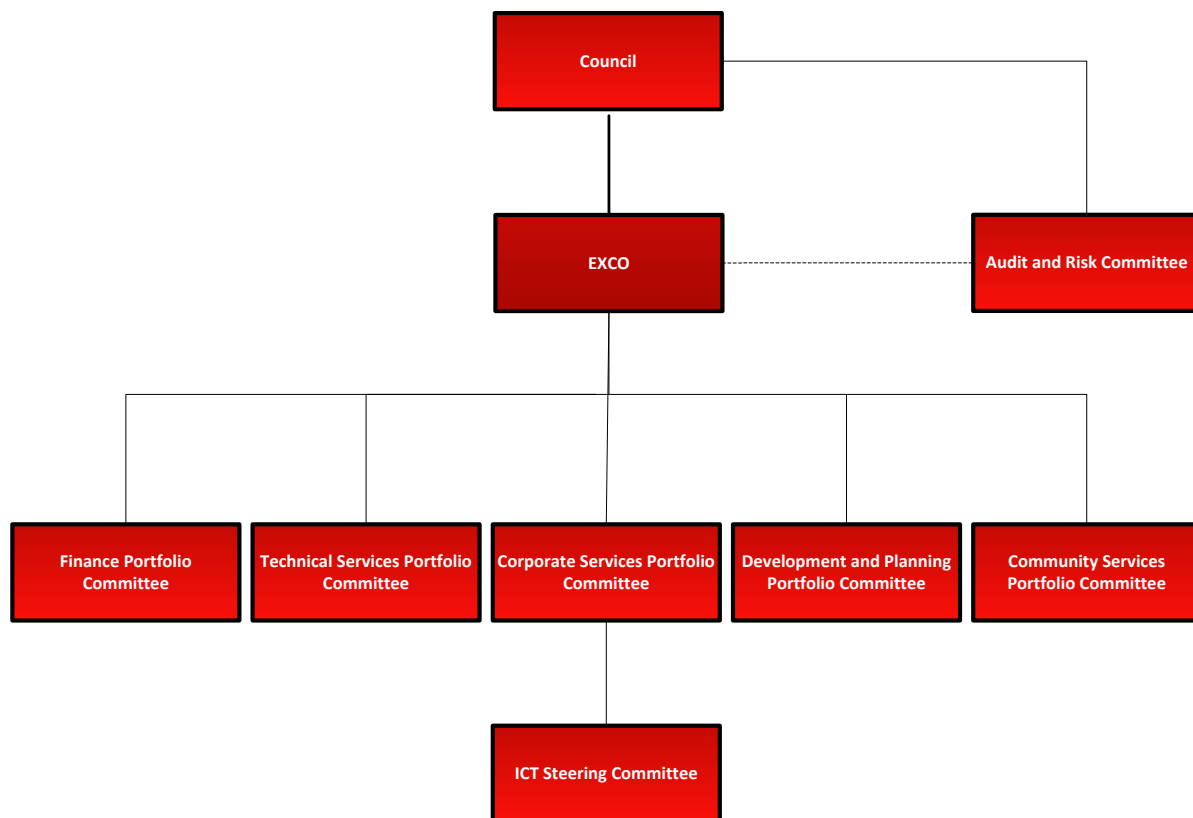 Council
EXCO
Audit and Risk Committee
Finance Portfolio
Committee
Technical Services Portfolio
Committee
Corporate Services Portfolio
Committee
Development and Planning
Portfolio Committee
Community Services
Portfolio Committee
ICT Steering Committee